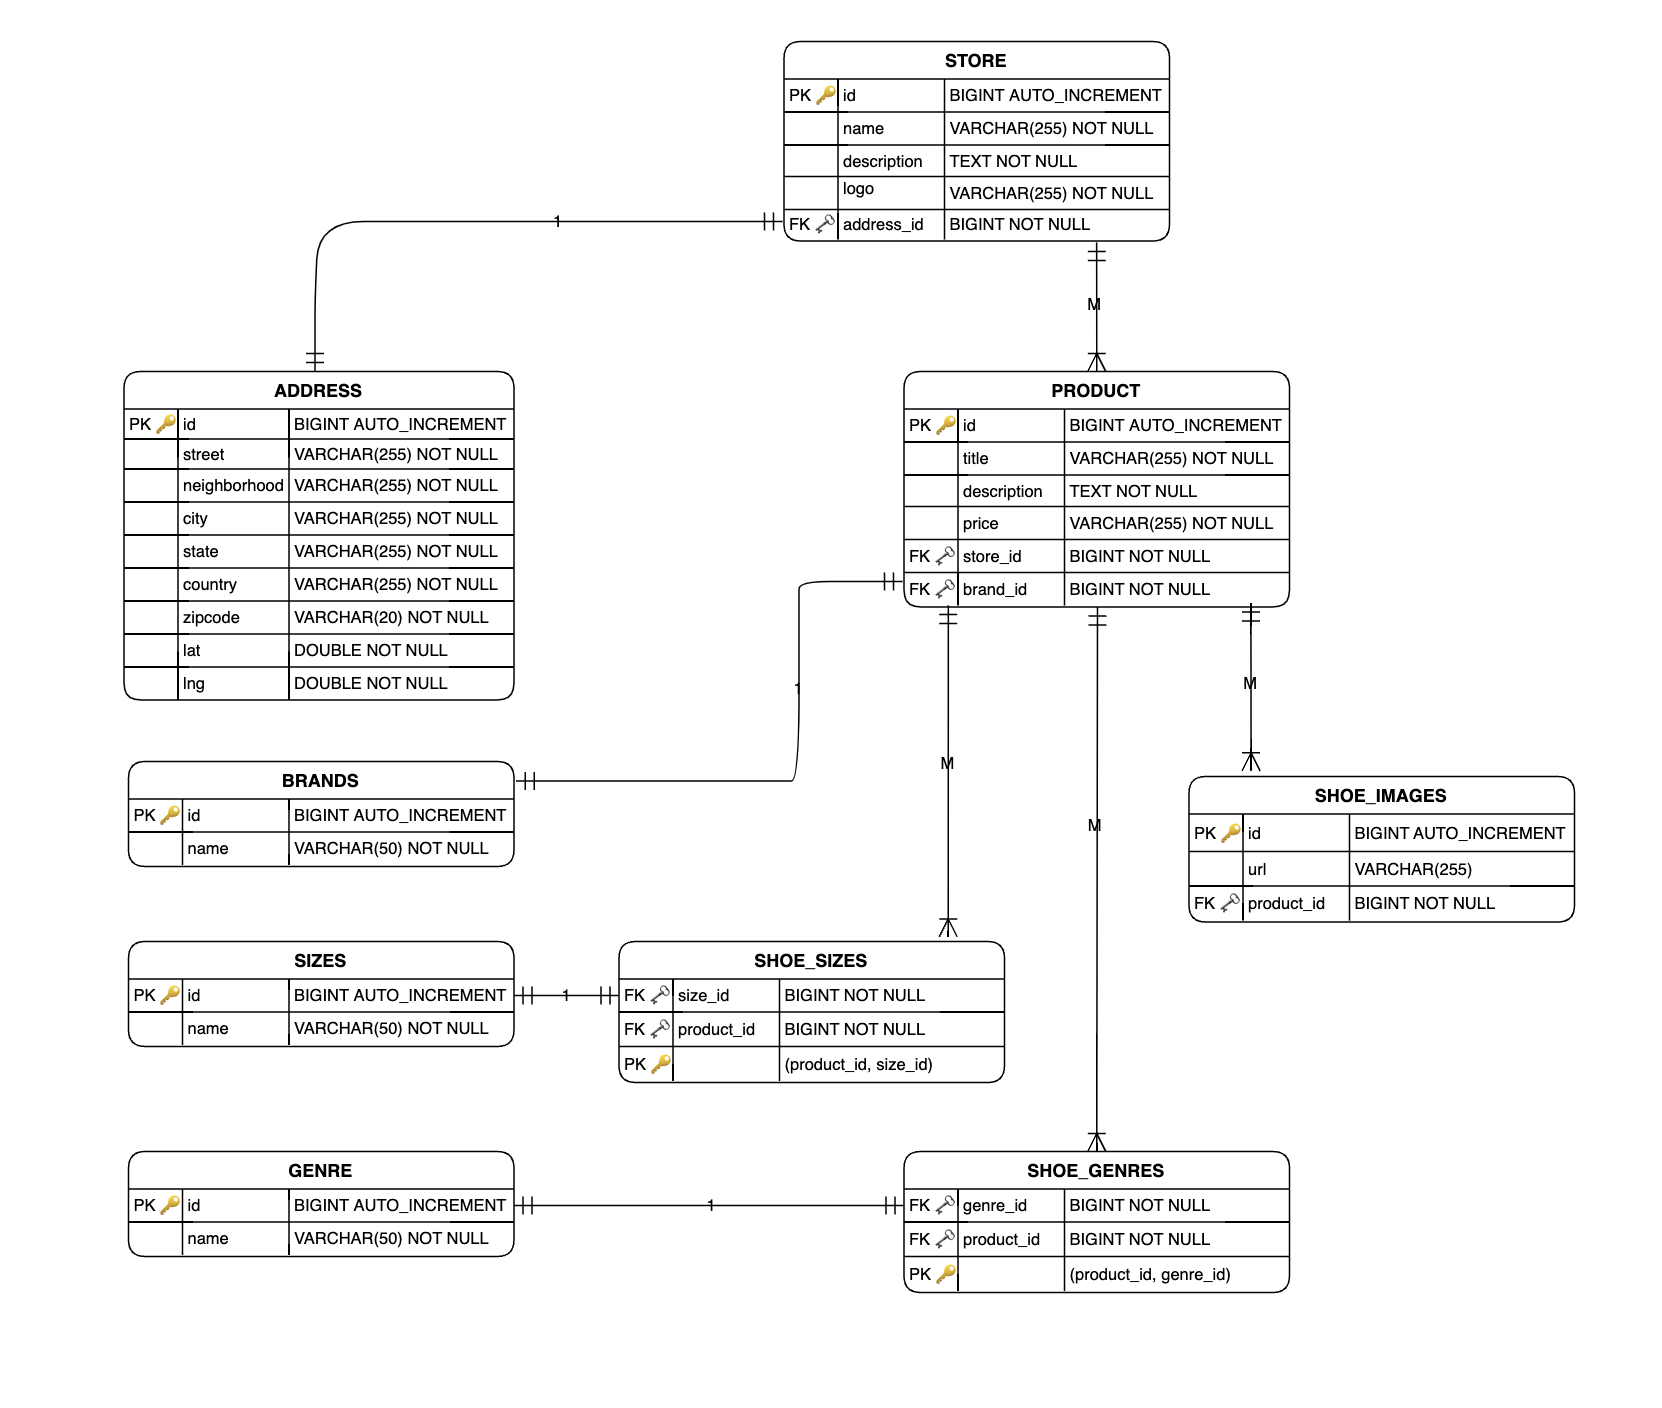 STORE
PK id BIGINT AUTO_INCREMENT
name VARCHAR(255) NOT NULL
description TEXT NOT NULL
logo VARCHAR(255) NOT NULL
FK address_id BIGINT NOT NULL
1
M
ADDRESS
PK id BIGINT AUTO_INCREMENT
street VARCHAR(255) NOT NULL
neighborhood VARCHAR(255) NOT NULL
city VARCHAR(255) NOT NULL
state VARCHAR(255) NOT NULL
country VARCHAR(255) NOT NULL
zipcode VARCHAR(20) NOT NULL
lat DOUBLE NOT NULL
lng DOUBLE NOT NULL
PRODUCT
PK id BIGINT AUTO_INCREMENT
title VARCHAR(255) NOT NULL
description TEXT NOT NULL
price VARCHAR(255) NOT NULL
FK store_id BIGINT NOT NULL
FK brand_id BIGINT NOT NULL
1
M
M
M
BRANDS
PK id BIGINT AUTO_INCREMENT
name VARCHAR(50) NOT NULL
SHOE_IMAGES
PK id BIGINT AUTO_INCREMENT
url VARCHAR(255)
FK product_id BIGINT NOT NULL
SIZES
PK id BIGINT AUTO_INCREMENT
name VARCHAR(50) NOT NULL
1
SHOE_SIZES
FK size_id BIGINT NOT NULL
FK product_id BIGINT NOT NULL
PK (product_id, size_id)
GENRE
PK id BIGINT AUTO_INCREMENT
name VARCHAR(50) NOT NULL
1
SHOE_GENRES
FK genre_id BIGINT NOT NULL
FK product_id BIGINT NOT NULL
PK (product_id, genre_id)